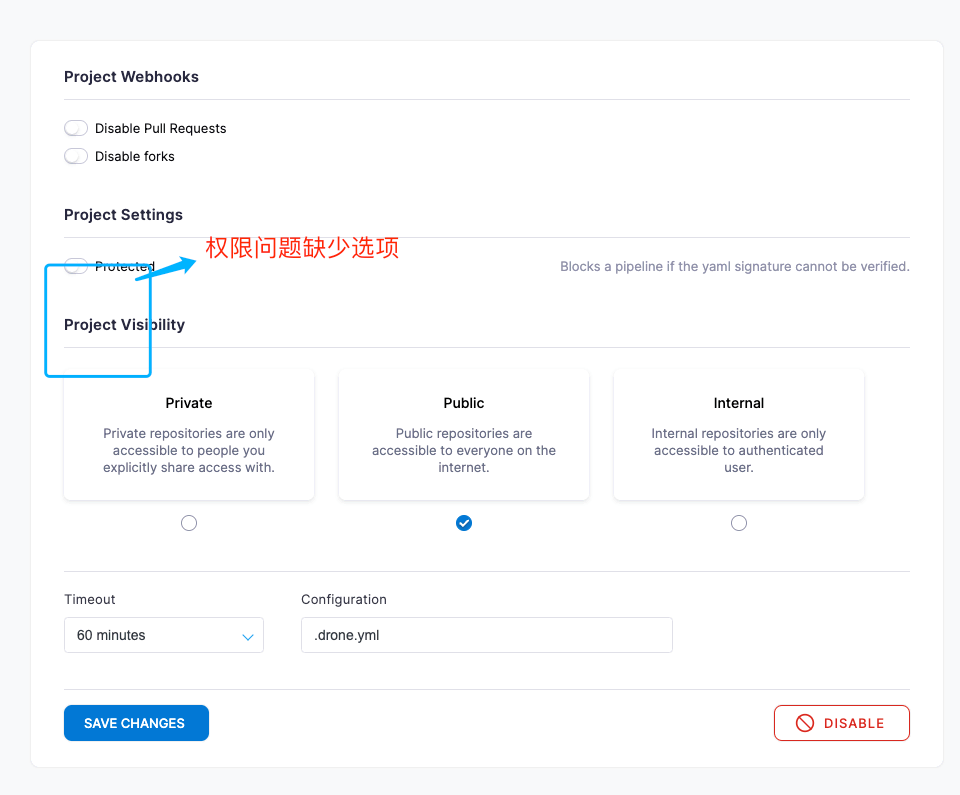 Project Webhooks
Disable Pull Requests
Disable forks
Project Settings
权限问题缺少选项
Protected
Blocks a pipeline if the yaml signature cannot be verified.
Project Visibility
Private
Private repositories are only
accessible to people you
explicitly share access with.
Public
Public repositories are
accessible to everyone on the
internet.
Internal
Internal repositories are only
accessible to authenticated
user.
Timeout
60 minutes
Configuration
.drone.yml
SAVE CHANGES
DISABLE